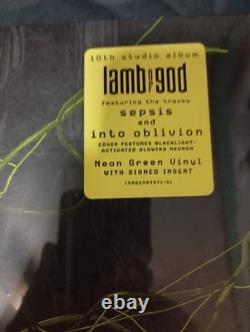 10th studio album
lamb OF god
Featuring the tracks
sepsis
and
into oblivion
COVER FEATURES BLACKLIGHT-
ACTIVATED GLOWING NEURON
Neon Green Vinyl
WITH SIGNED INSERT